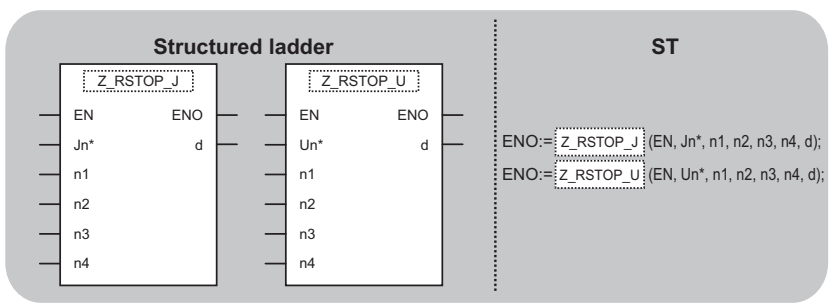 Structured ladder
ST
Z_RSTOP_J
EN ENO
Jn* d
n1
n2
n3
n4
Z_RSTOP_U
EN ENO
Un* d
n1
n2
n3
n4
ENO:= Z_RSTOP_J (EN, Jn*, n1, n2, n3, n4, d);
ENO:= Z_RSTOP_U (EN, Un*, n1, n2, n3, n4, d);